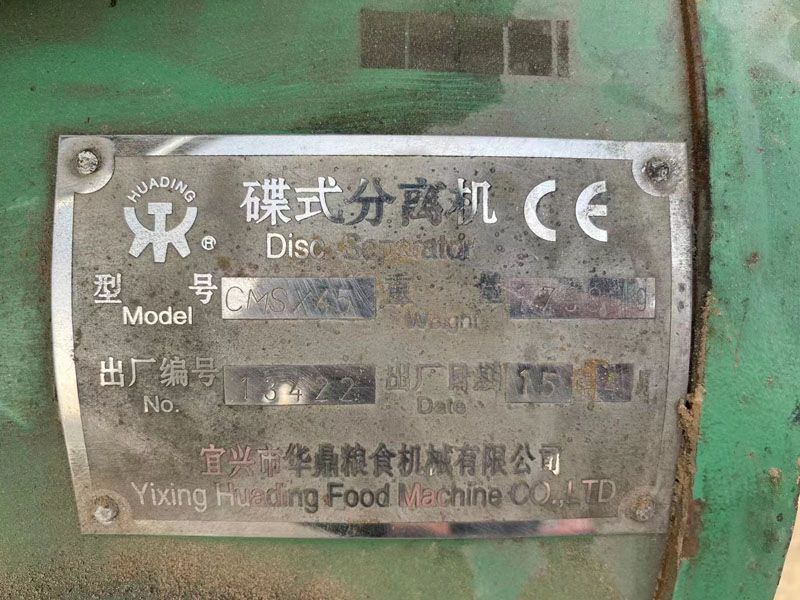 HUADING
®
碟式分离机 CE
Disc Separator
型号 CMSX45 重量
Model Weight
出厂编号 13422 出厂日期
No. Date
宜兴市华鼎粮食机械有限公司
Yixing Huading Food Machine CO.,LTD